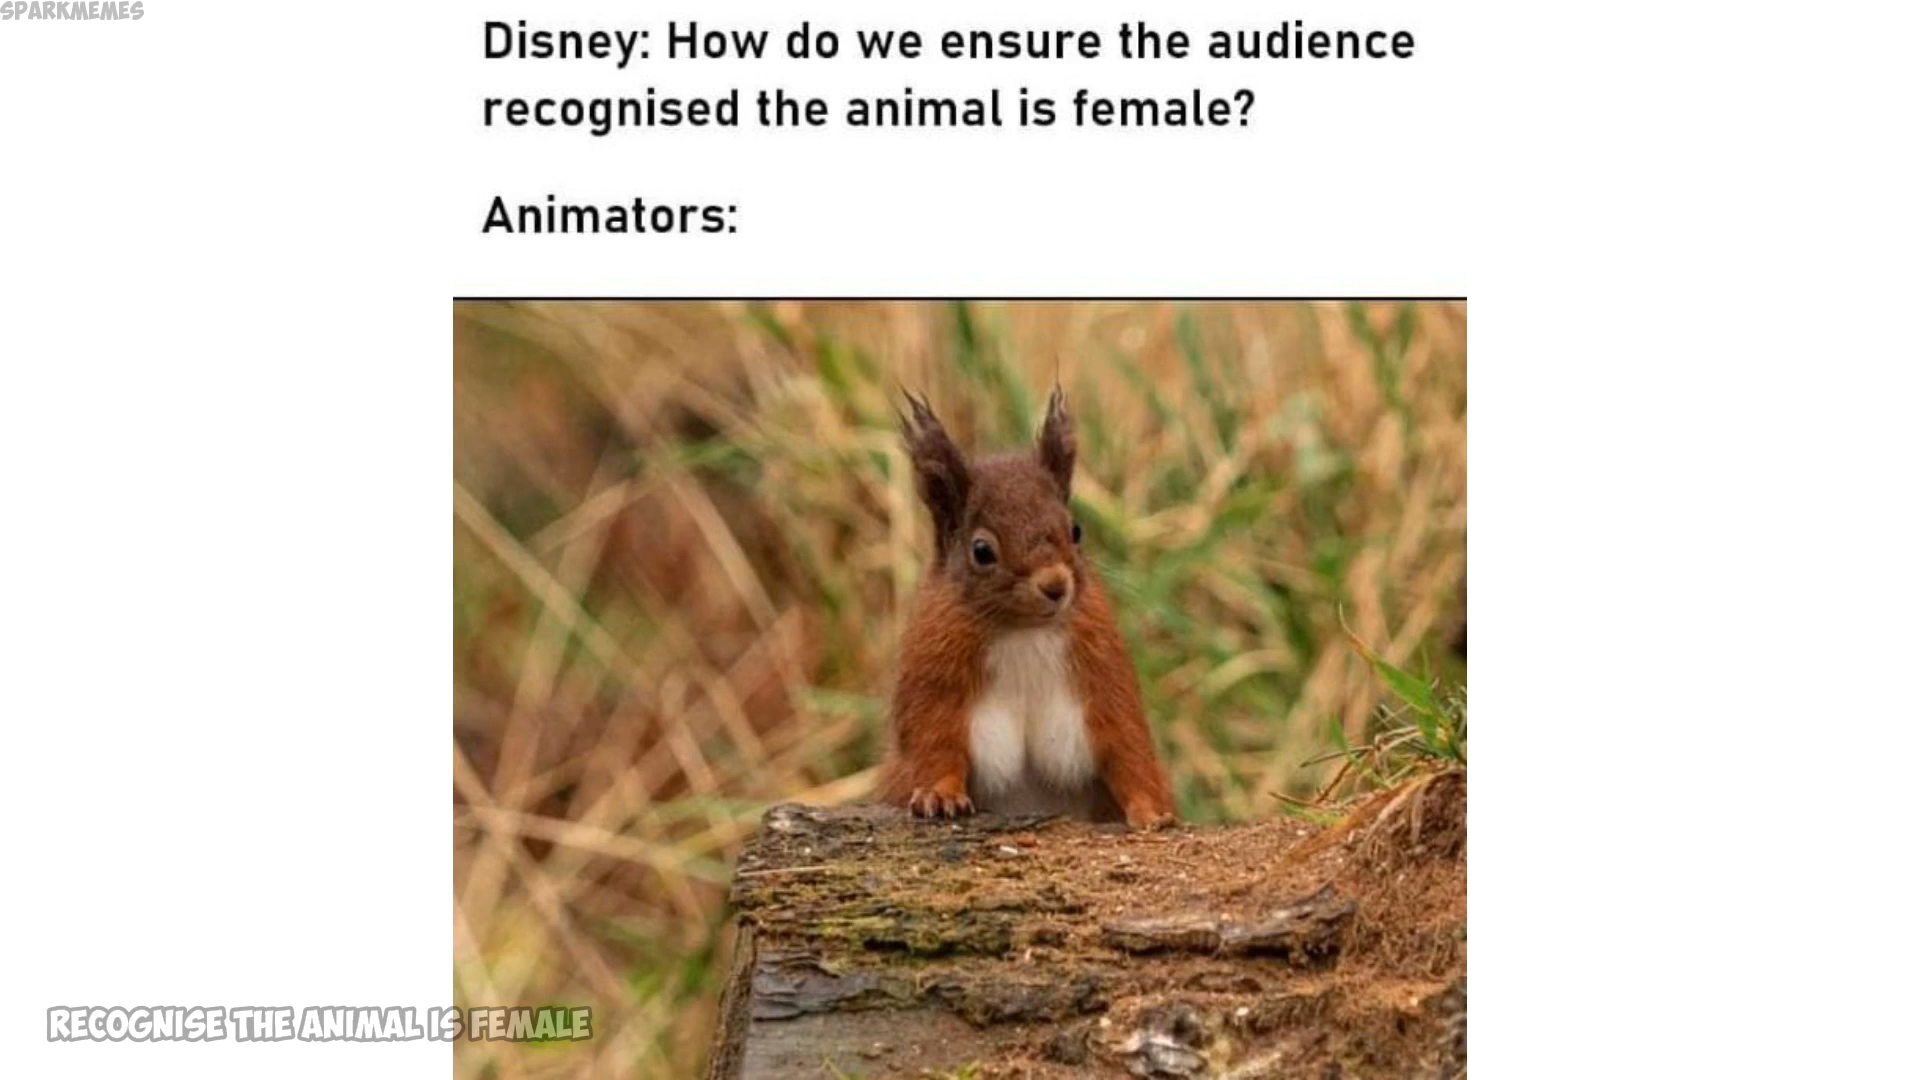 SPARKMEMES
Disney: How do we ensure the audience
recognised the animal is female?
Animators:
RECOGNISE THE ANIMAL IS FEMALE